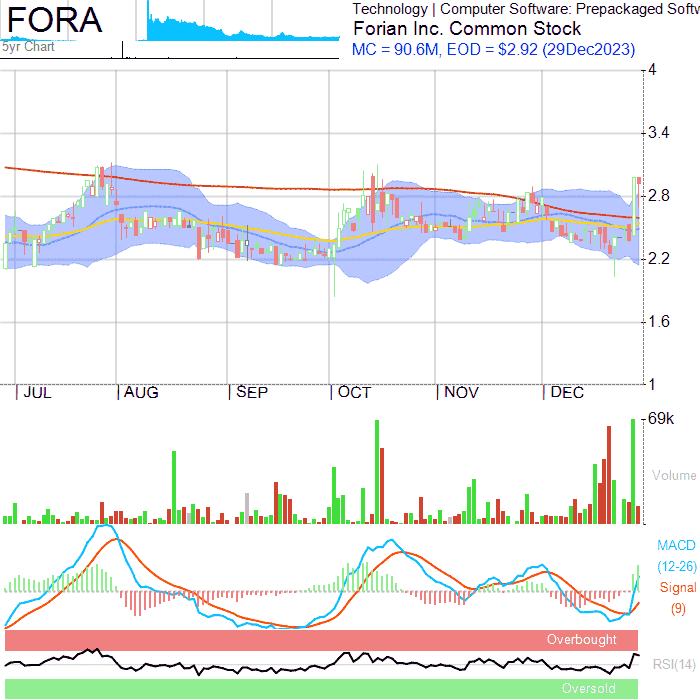 FORA
Technology | Computer Software: Prepackaged Softw
Forian Inc. Common Stock
5yr Chart
MC = 90.6M, EOD = $2.92 (29Dec2023)
4
3.4
2.8
2.2
1.6
1
JUL AUG SEP OCT NOV DEC
69k
Volume
MACD
(12-26)
Signal
(9)
Overbought
RSI(14)
Oversold